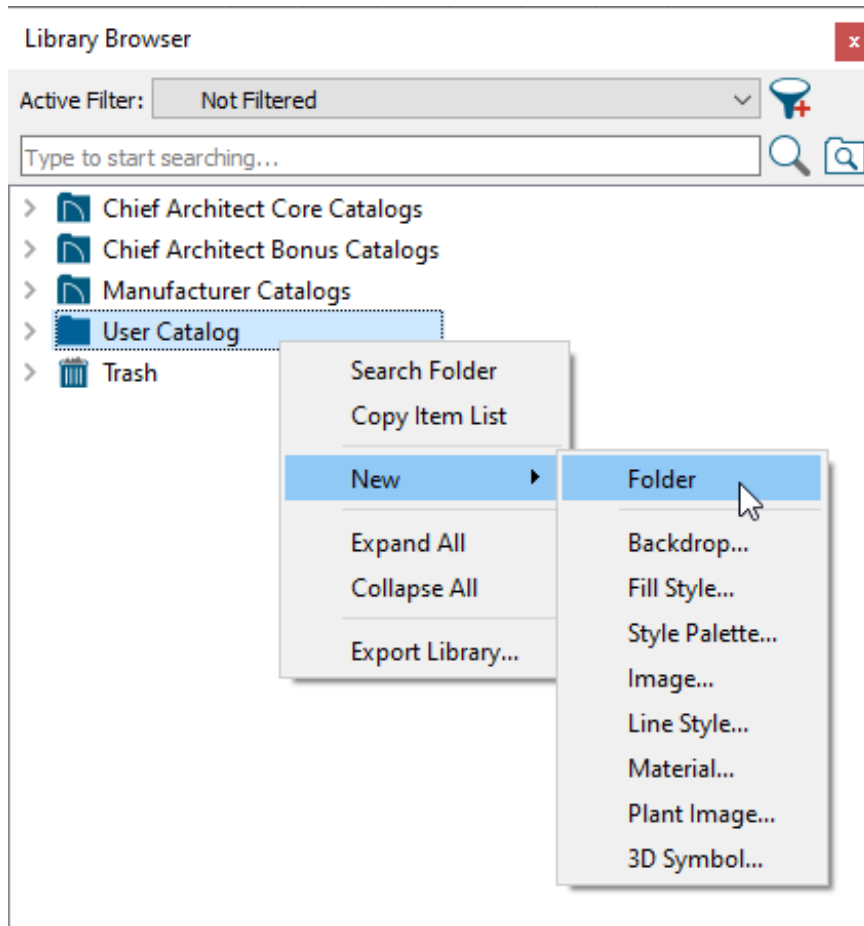 Library Browser
x
Active Filter: Not Filtered
Type to start searching...
Chief Architect Core Catalogs
Chief Architect Bonus Catalogs
Manufacturer Catalogs
User Catalog
Trash
Search Folder
Copy Item List
New
Expand All
Collapse All
Export Library...
Folder
Backdrop...
Fill Style...
Style Palette...
Image...
Line Style...
Material...
Plant Image...
3D Symbol...